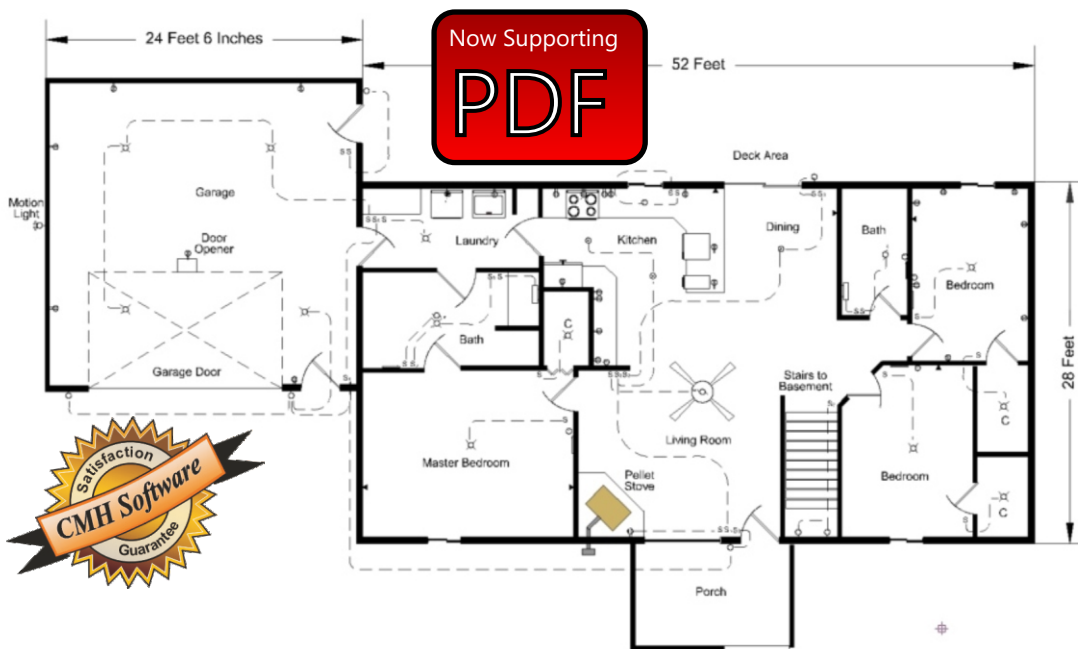 24 Feet 6 Inches
Now Supporting
PDF
52 Feet
Deck Area
Garage
Motion
Light
Door
Opener
Laundry
Kitchen
Dining
Bath
Bedroom
28 Feet
C
Bath
Garage Door
Stairs to
Basement
C
Living Room
Master Bedroom
Pellet
Stove
Bedroom
C
Satisfaction
CMH Software
Guarantee
Porch